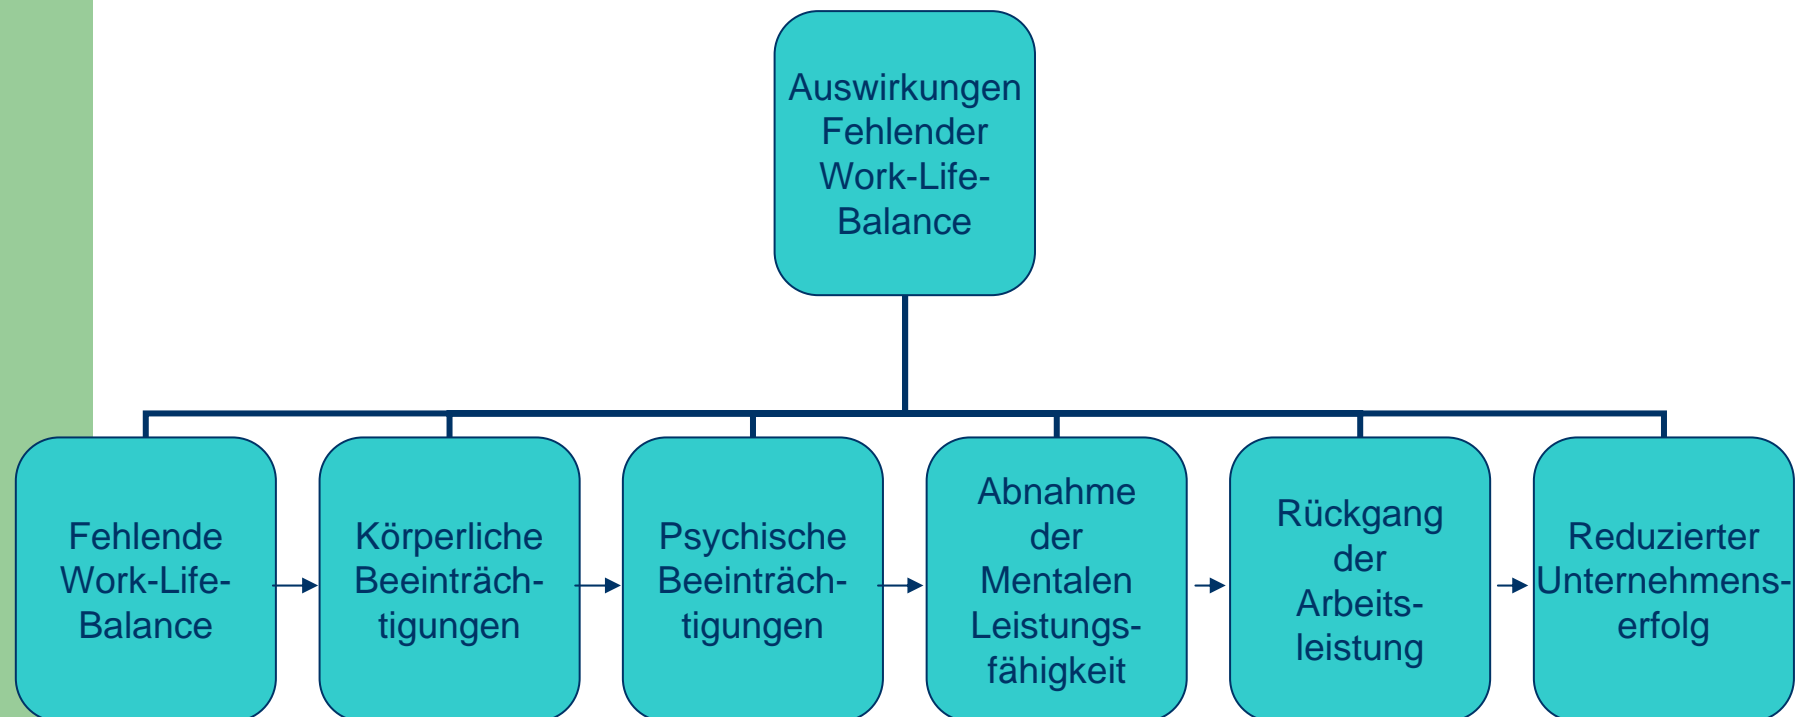 Auswirkungen
Fehlender
Work-Life-
Balance
Fehlende
Work-Life-
Balance
Körperliche
Beeinträch-
tigungen
Psychische
Beeinträch-
tigungen
Abnahme
der
Mentalen
Leistungs-
fähigkeit
Rückgang
der
Arbeits-
leistung
Reduzierter
Unternehmens-
erfolg